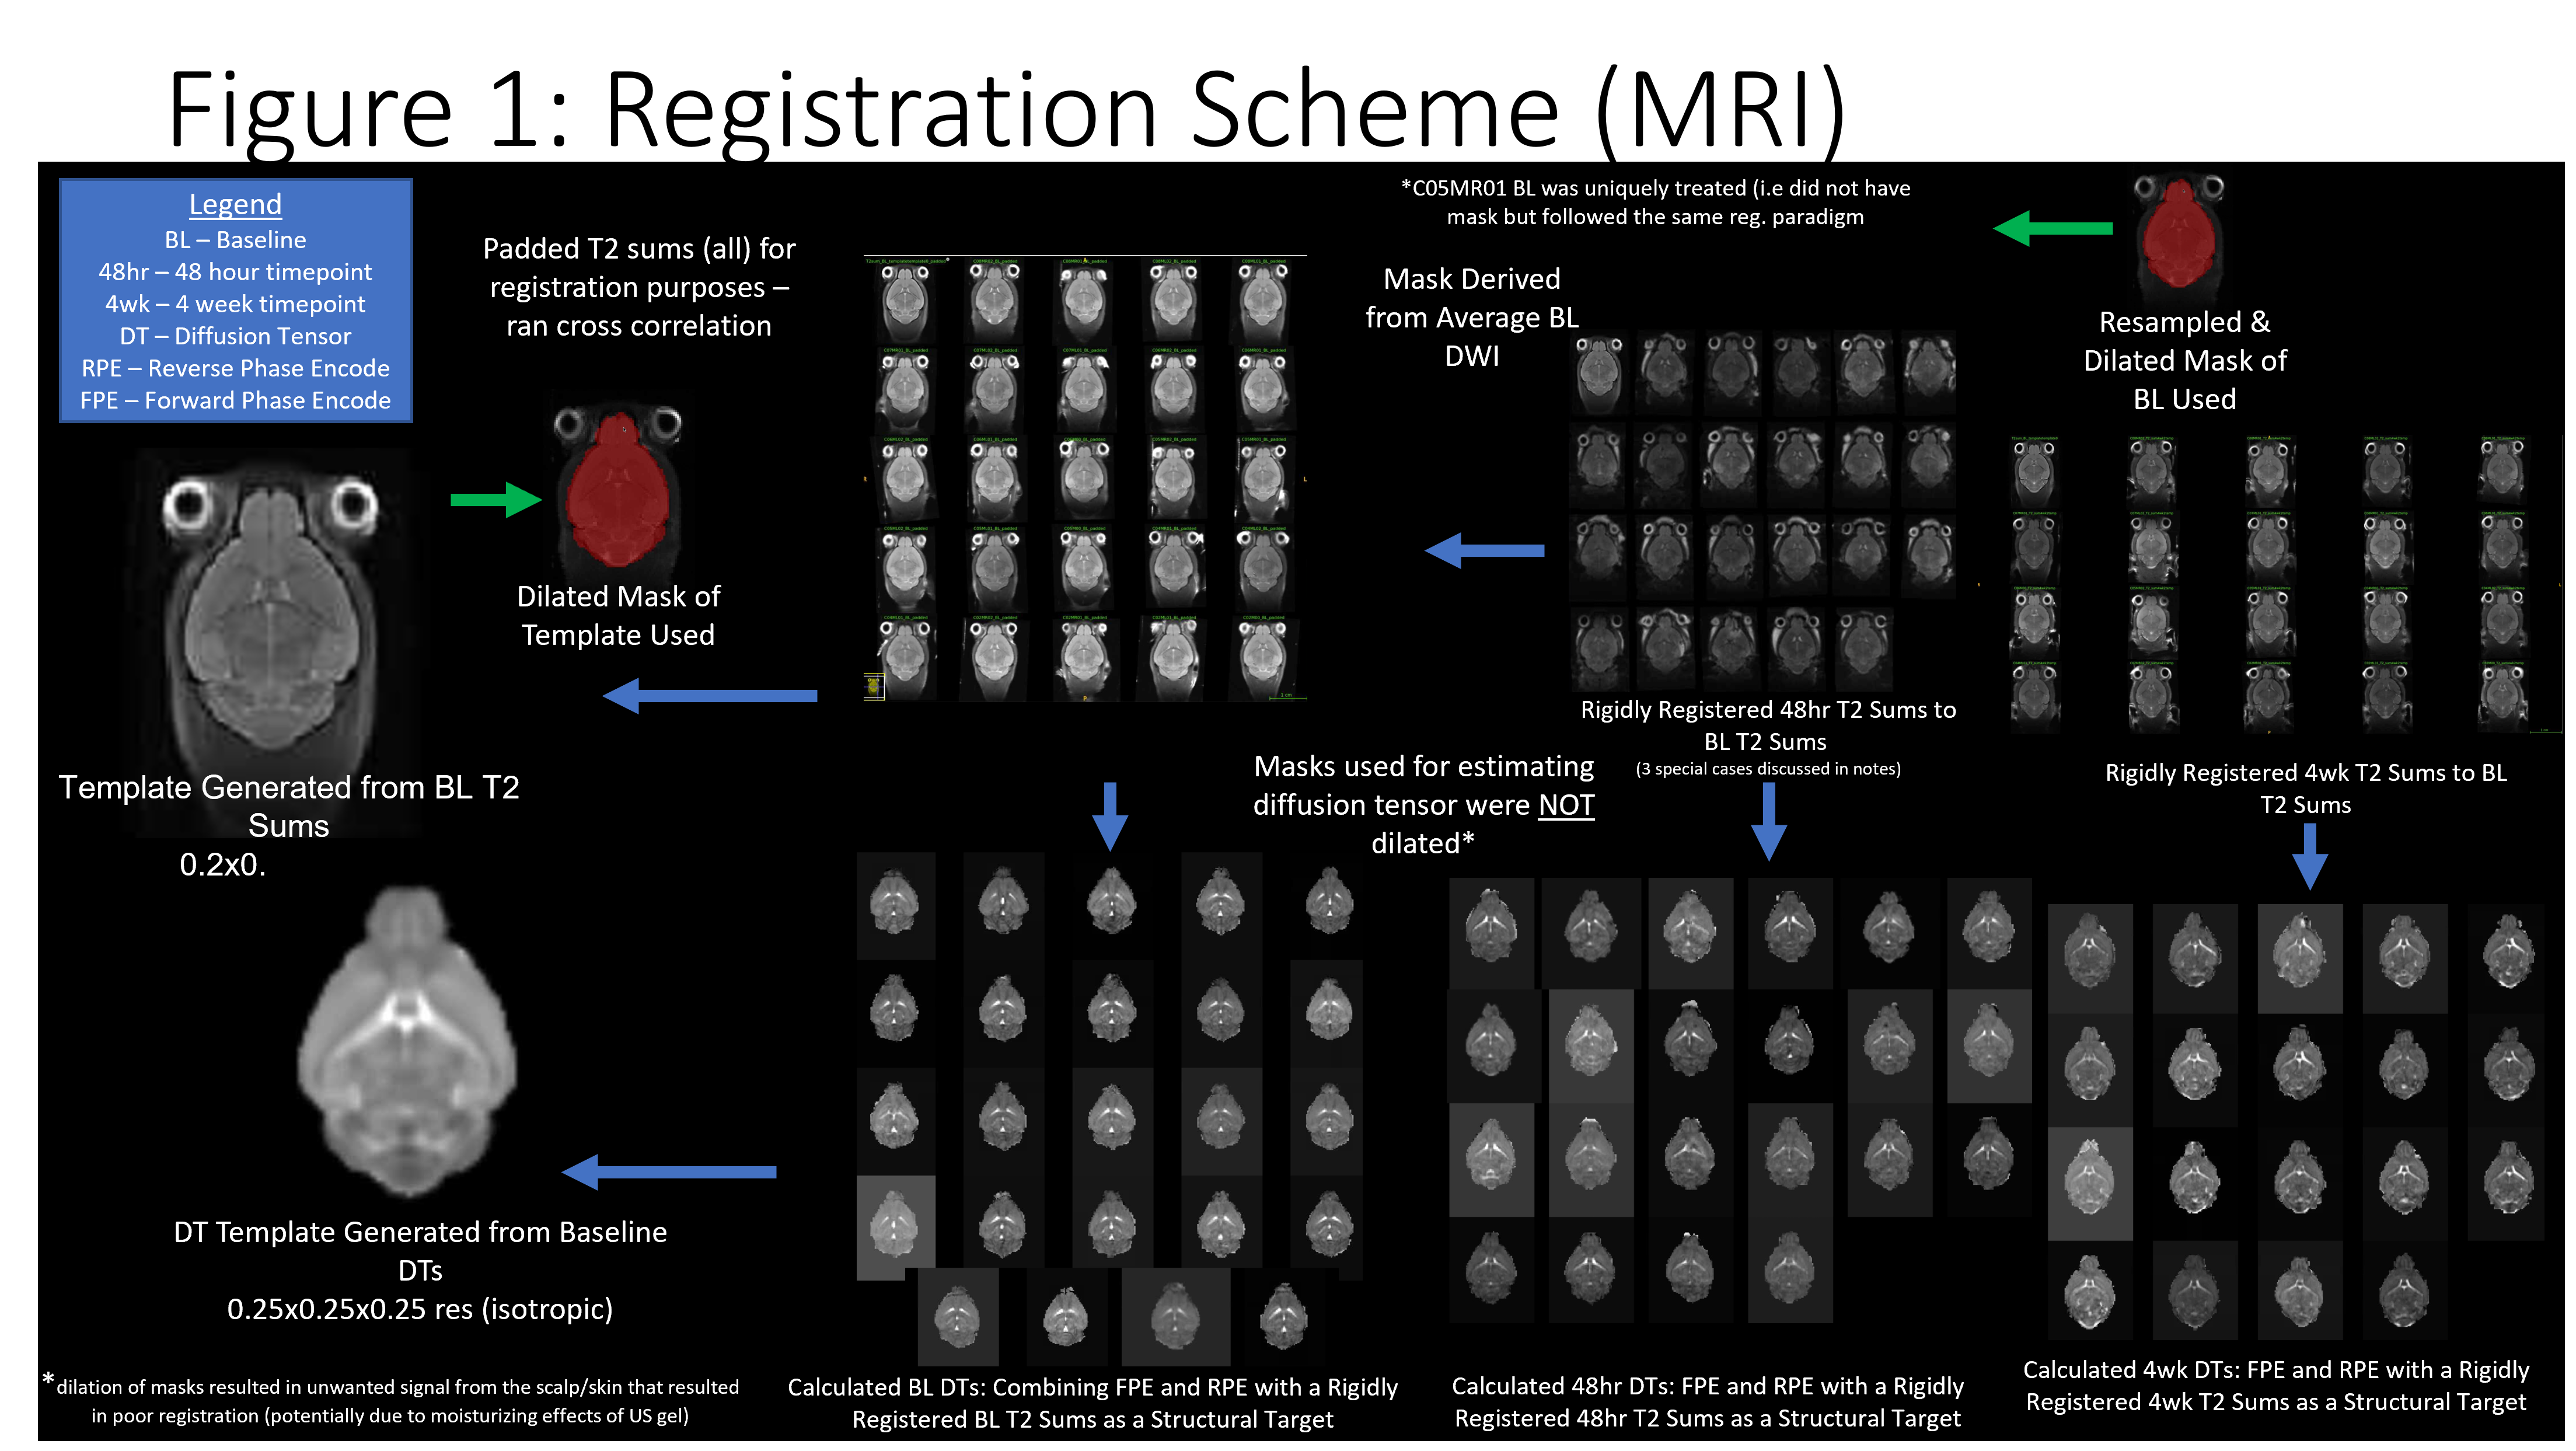 Figure 1: Registration Scheme (MRI)
Legend
BL – Baseline
48hr – 48 hour timepoint
4wk – 4 week timepoint
DT – Diffusion Tensor
RPE – Reverse Phase Encode
FPE – Forward Phase Encode
Padded T2 sums (all) for
registration purposes –
ran cross correlation
*C05MR01 BL was uniquely treated (i.e did not have
mask but followed the same reg. paradigm
Mask Derived
from Average BL
DWI
Resampled &
Dilated Mask of
BL Used
Dilated Mask of
Template Used
Template Generated from BL T2
Sums
0.2x0.
Rigidly Registered 48hr T2 Sums to
BL T2 Sums
(3 special cases discussed in notes)
Rigidly Registered 4wk T2 Sums to BL
T2 Sums
Masks used for estimating
diffusion tensor were NOT
dilated*
DT Template Generated from Baseline
DTs
0.25x0.25x0.25 res (isotropic)
*dilation of masks resulted in unwanted signal from the scalp/skin that resulted
in poor registration (potentially due to moisturizing effects of US gel)
Calculated BL DTs: Combining FPE and RPE with a Rigidly
Registered BL T2 Sums as a Structural Target
Calculated 48hr DTs: FPE and RPE with a Rigidly
Registered 48hr T2 Sums as a Structural Target
Calculated 4wk DTs: FPE and RPE with a Rigidly
Registered 4wk T2 Sums as a Structural Target